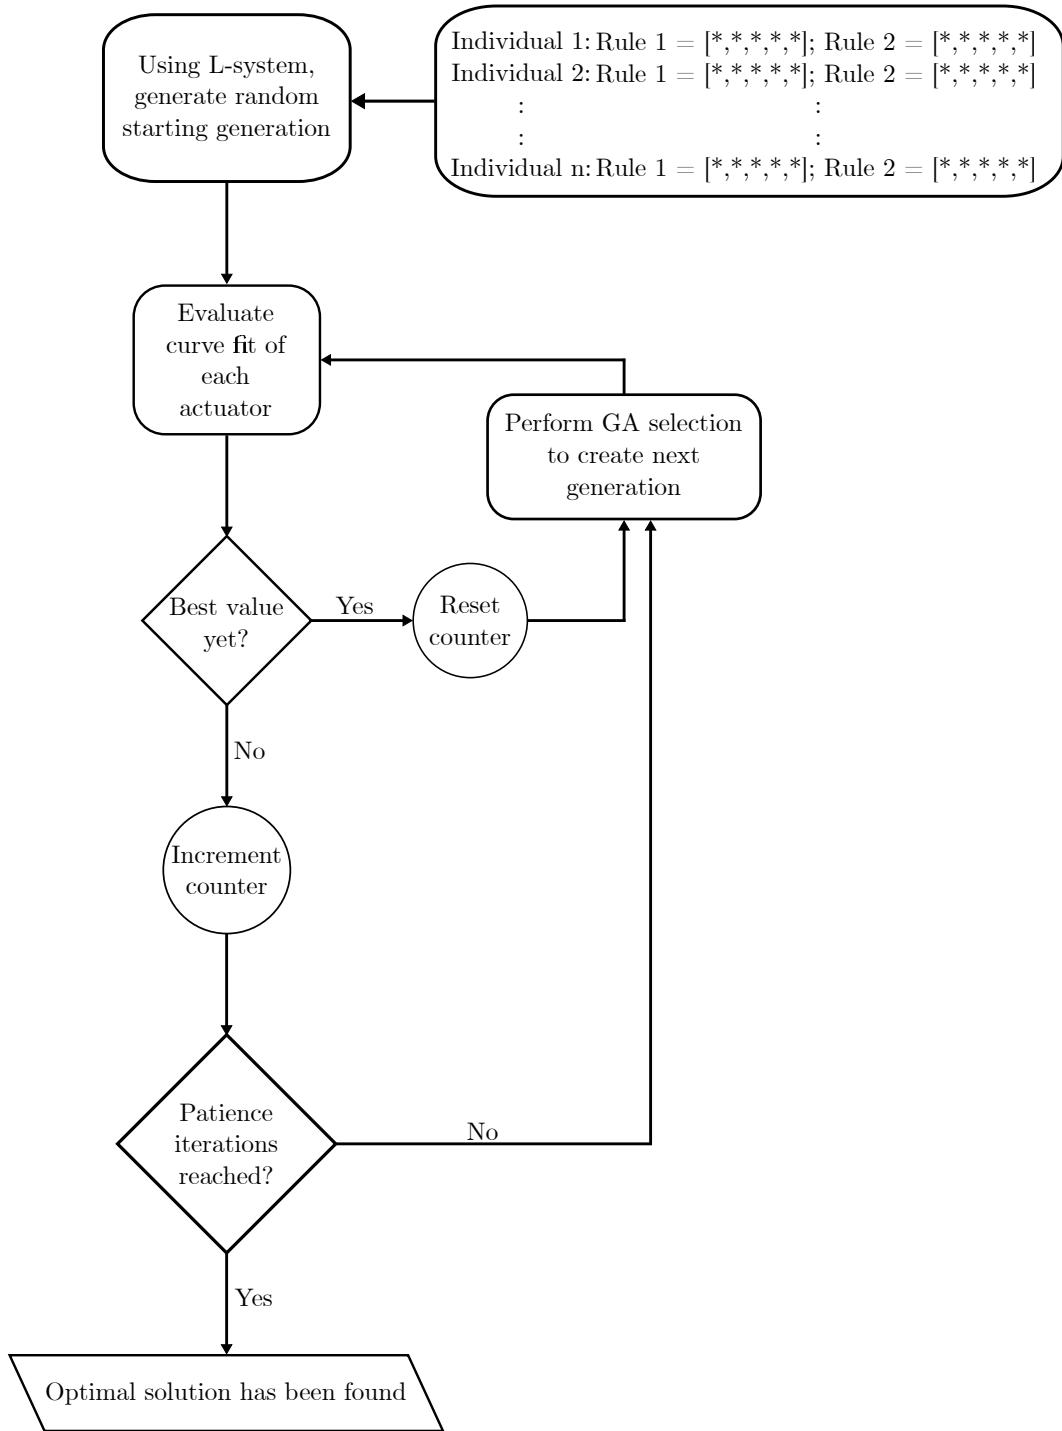 Using L-system,
generate random
starting generation
Individual 1: Rule 1 = [*,*,*,*,*]; Rule 2 = [*,*,*,*,*]
Individual 2: Rule 1 = [*,*,*,*,*]; Rule 2 = [*,*,*,*,*]
: :
: :
Individual n: Rule 1 = [*,*,*,*,*]; Rule 2 = [*,*,*,*,*]
Evaluate
curve fit of
each
actuator
Perform GA selection
to create next
generation
Best value
yet?
Yes
Reset
counter
No
Increment
counter
Patience
iterations
reached?
No
Yes
Optimal solution has been found